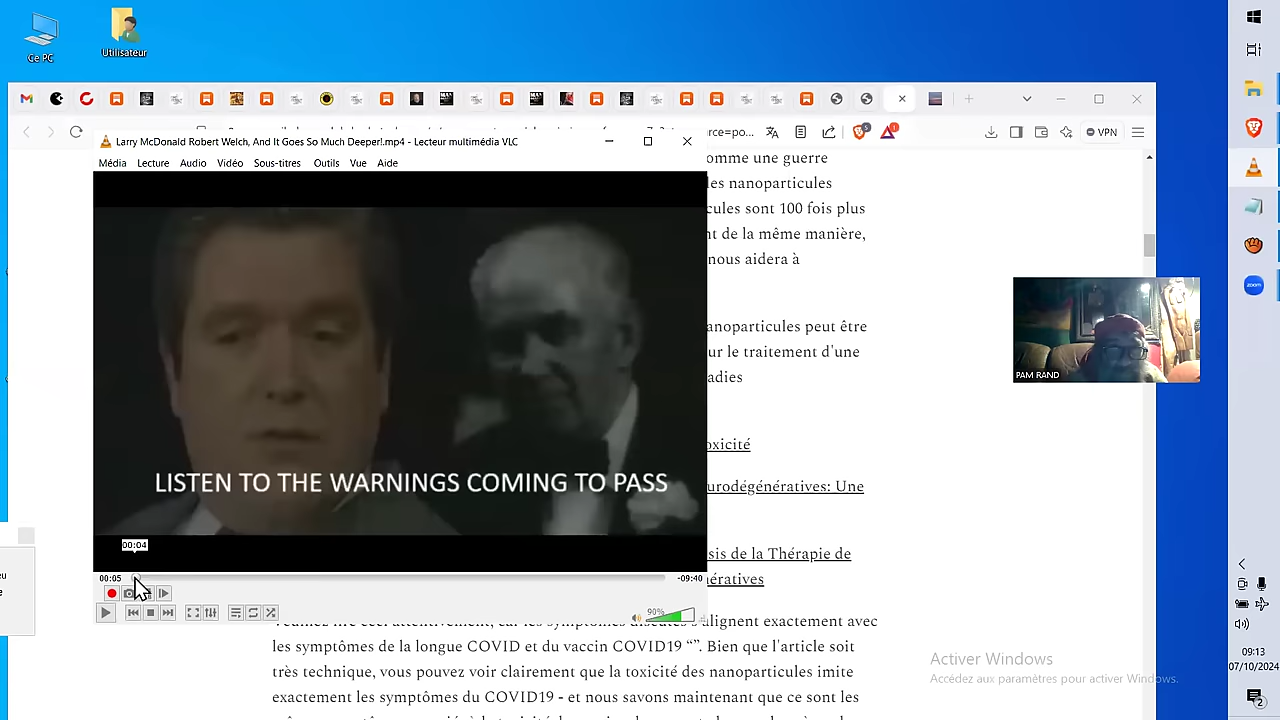 Ce PC
Utilisateur
VPN
Larry McDonald Robert Welch, And It Goes So Much Deeper!.mp4 - Lecteur multimédia VLC
Média Lecture Audio Vidéo Sous-titres Outils Vue Aide
omme une guerre
les nanoparticules
cules sont 100 fois plus
nt de la même manière,
nous aidera à
anoparticules peut être
ur le traitement d'une
adies
oxicité
urodégénératives: Une
sis de la Thérapie de
nératives
LISTEN TO THE WARNINGS COMING TO PASS
00:04
00:05 -09:40
90%
PAM RAND
zoom
alignent exactement avec
les symptômes de la longue COVID et du vaccin COVID19 “”. Bien que l'article soit
très technique, vous pouvez voir clairement que la toxicité des nanoparticules imite
exactement les symptômes du COVID19 - et nous savons maintenant que ce sont les
Activer Windows
Accédez aux paramètres pour activer Windows.
09:13
07/10/2024
2